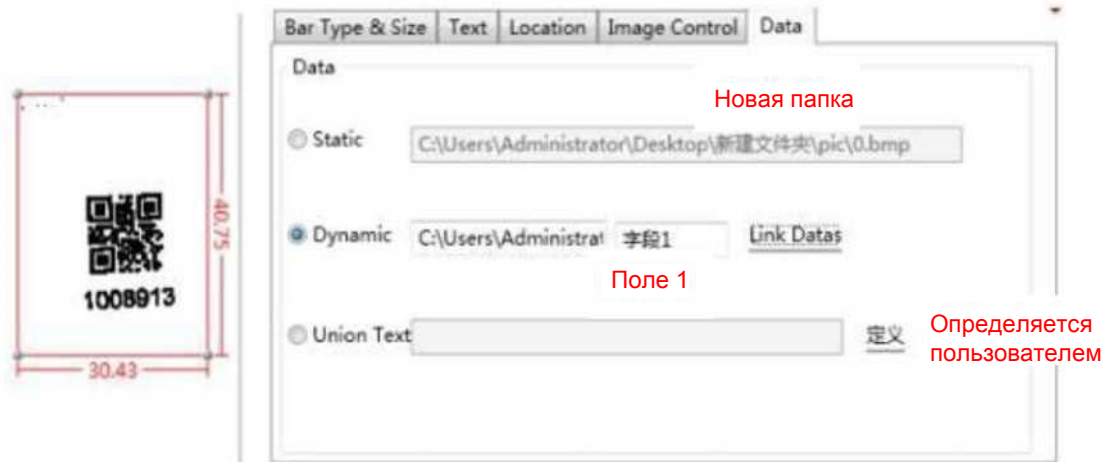 Bar Type & Size Text Location Image Control Data
Data
Новая папка
Static C:\Users\Administrator\Desktop\新建文件夹\pic\0.bmp
40.75
Dynamic C:\Users\Administrat 字段1 Link Datas
Поле 1
1008913
Union Text 定义 Определяется
пользователем
30.43